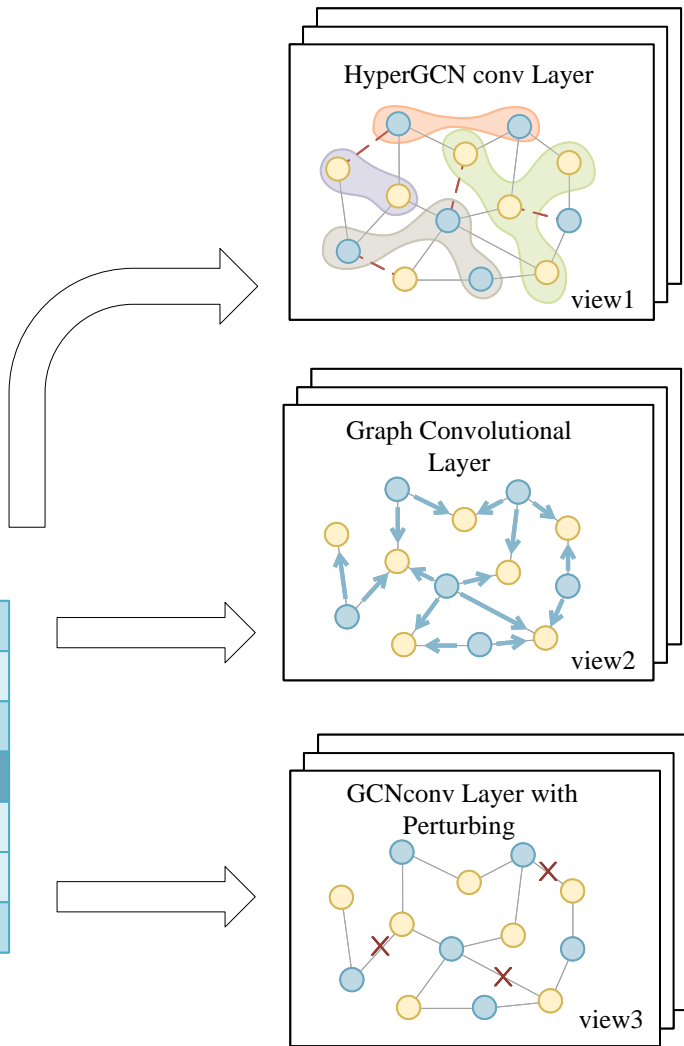 HyperGCN conv Layer
view1
Graph Convolutional
Layer
view2
GCNconv Layer with
Perturbing
view3